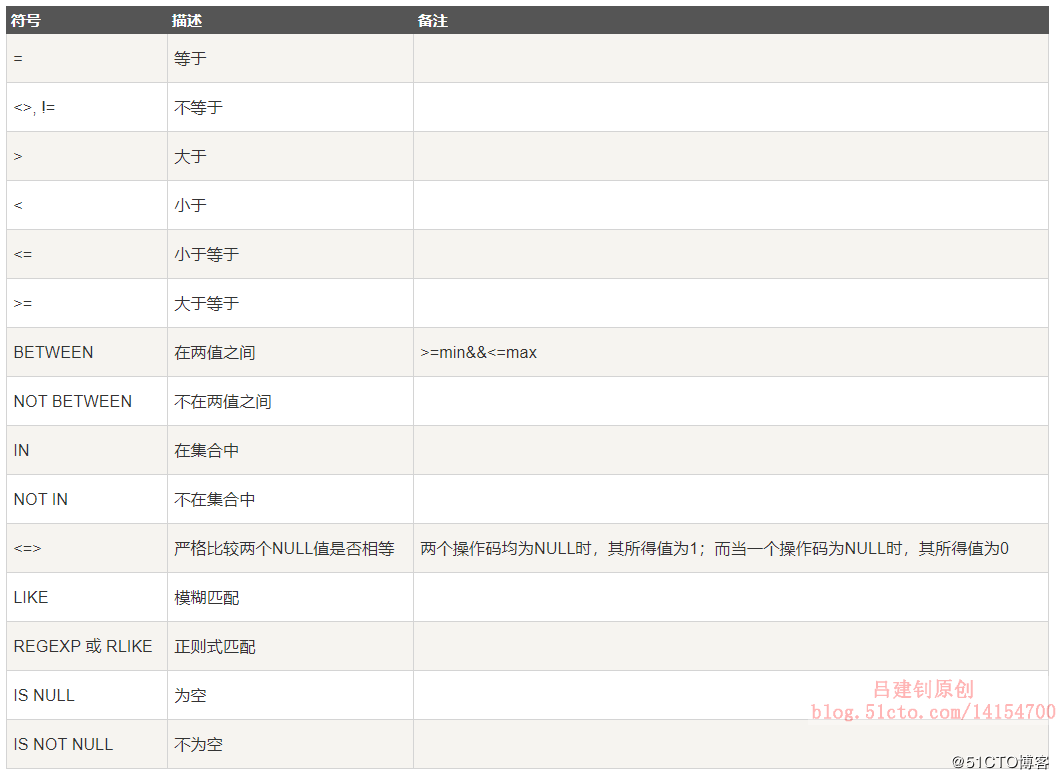 符号 描述 备注
= 等于
<>, != 不等于
> 大于
< 小于
<= 小于等于
>= 大于等于
BETWEEN 在两值之间 >=min&&<=max
NOT BETWEEN 不在两值之间
IN 在集合中
NOT IN 不在集合中
<=> 严格比较两个NULL值是否相等 两个操作码均为NULL时，其所得值为1；而当一个操作码为NULL时，其所得值为0
LIKE 模糊匹配
REGEXP 或 RLIKE 正则式匹配
IS NULL 为空
吕建钊原创
blog.51cto.com/14154700
IS NOT NULL 不为空
@51CTO博客